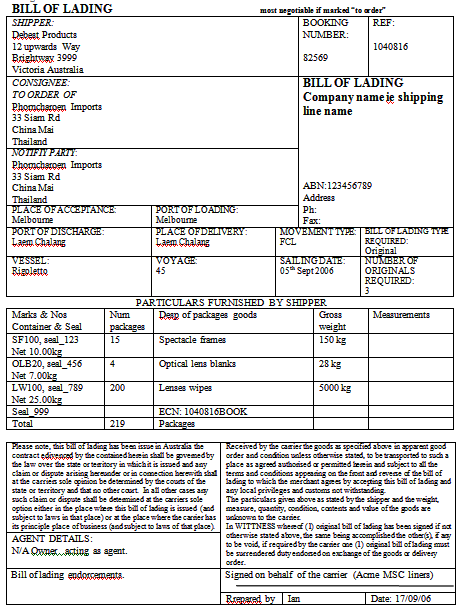 BILL OF LADING
most negotiable if marked "to order"
SHIPPER:
Debest Products
12 upwards Way
Brightway 3999
Victoria Australia
BOOKING
NUMBER:
82569
REF:
1040816
CONSIGNEE:
TO ORDER OF
Phomcharoen Imports
33 Siam Rd
China Mai
Thailand
BILL OF LADING
Company name ie shipping
line name
NOTIFTY PARTY:
Phomcharoen Imports
33 Siam Rd
China Mai
Thailand
ABN:123456789
Address
Ph:
Fax:
PLACE OF ACCEPTANCE:
Melbourne
PORT OF LOADING:
Melbourne
PORT OF DISCHARGE:
Laem Chalang
PLACE OF DELIVERY:
Laem Chalang
MOVEMENT TYPE:
FCL
BILL OF LADING TYPE
REQUIRED:
Original
VESSEL:
Rigoletto
VOYAGE:
45
SAILING DATE:
05th Sept 2006
NUMBER OF
ORIGINALS
REQUIRED:
3
PARTICULARS FURNISHED BY SHIPPER
Marks & Nos Num Desp of packages goods Gross Measurements
Container & Seal packages weight
SF100, seal_123 15 Spectacle frames 150 kg
Net 10.00kg
OLB20, seal_456 4 Optical lens blanks 28 kg
Net 7.00kg
LW100, seal_789 200 Lenses wipes 5000 kg
Net 25.00kg
Seal_999 ECN: 1040816BOOK
Total 219 Packages
Please note, this bill of lading has been issue in Australia the
contract edivenced by the contained herein shall be governed by
the law over the state or territory in which it is issued and any
claim or dispute arising hereunder or in connection herewith shall
at the carriers sole opinion be determined by the courts of the
state or territory and that no other court. In all other cases any
such claim or dispute shall be determined at the carriers sole
option either in the place where this bill of lading is issued (and
subject to laws in that place) or at the place where the carrier has
its principle place of business (and subject to laws of that place).
Received by the carrier the goods as specified above in apparent good
order and condition unless otherwise stated, to be transported to such a
place as agreed authorised or permitted herein and subject to all the
terms and conditions appearing on the front and reverse of the bill of
lading to which the merchant agrees by accepting this bill of lading and
any local privileges and customs not withstanding.
The particulars given above as stated by the shipper and the weight,
measure, quantity, condition, contents and value of the goods are
unknown to the carrier.
In WITTNESS whereof (1) original bill of lading has been signed if not
otherwise stated above, the same being accomplished the other(s), if any
to be void, if required by the carrier one (1) original bill of lading
must be surrendered duty endorsed on exchange of the goods or delivery
order.
AGENT DETAILS:
N/A Owner acting as agent.
Bill of lading endorcements.
Signed on behalf of the carrier (Acme MSC liners)
Rrepared by Ian Date: 17/09/06